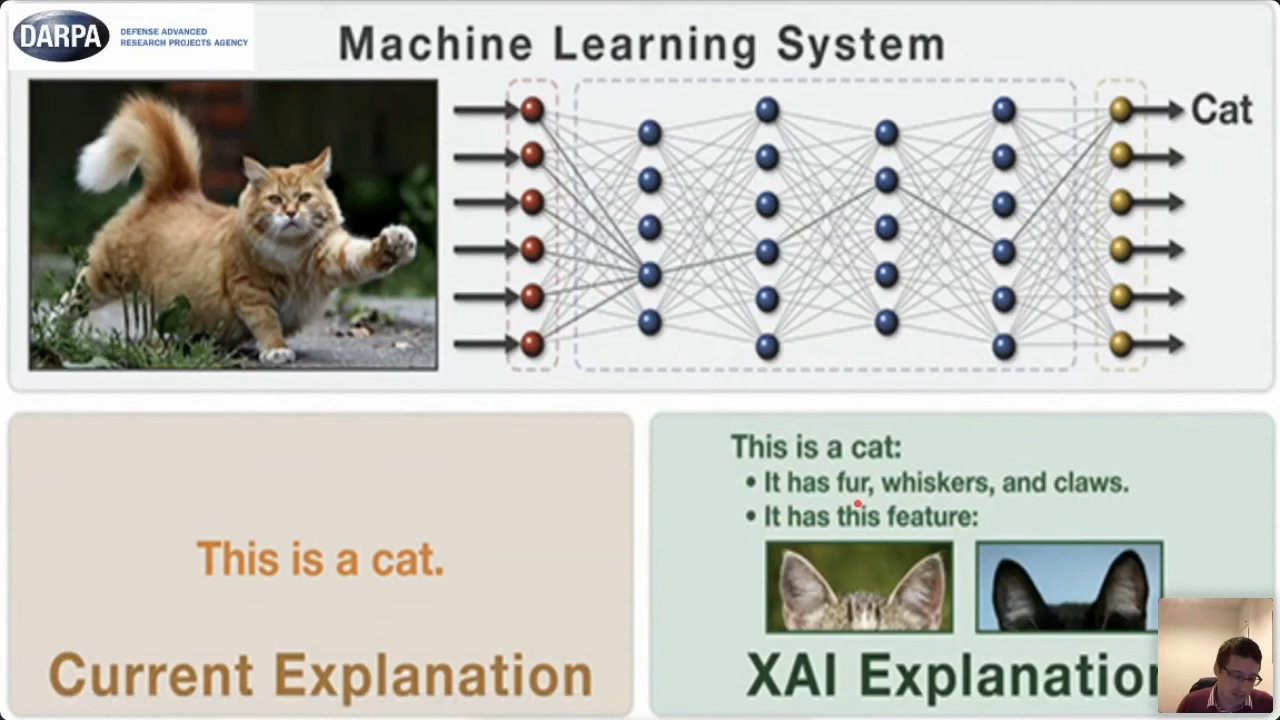 DARPA
DEFENSE ADVANCED
RESEARCH PROJECTS AGENCY
Machine Learning System
Cat
This is a cat.
Current Explanation
This is a cat:
• It has fur, whiskers, and claws.
• It has this feature:
XAI Explanation